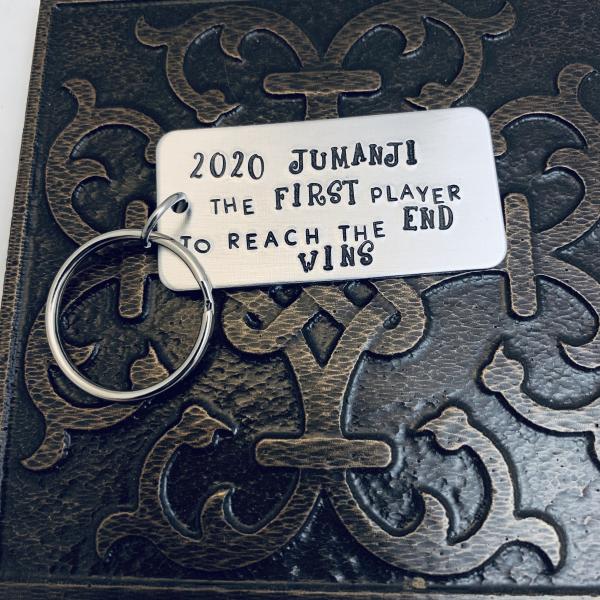 2020 JUMANJI
THE FIRST PLAYER
TO REACH THE END
WINS